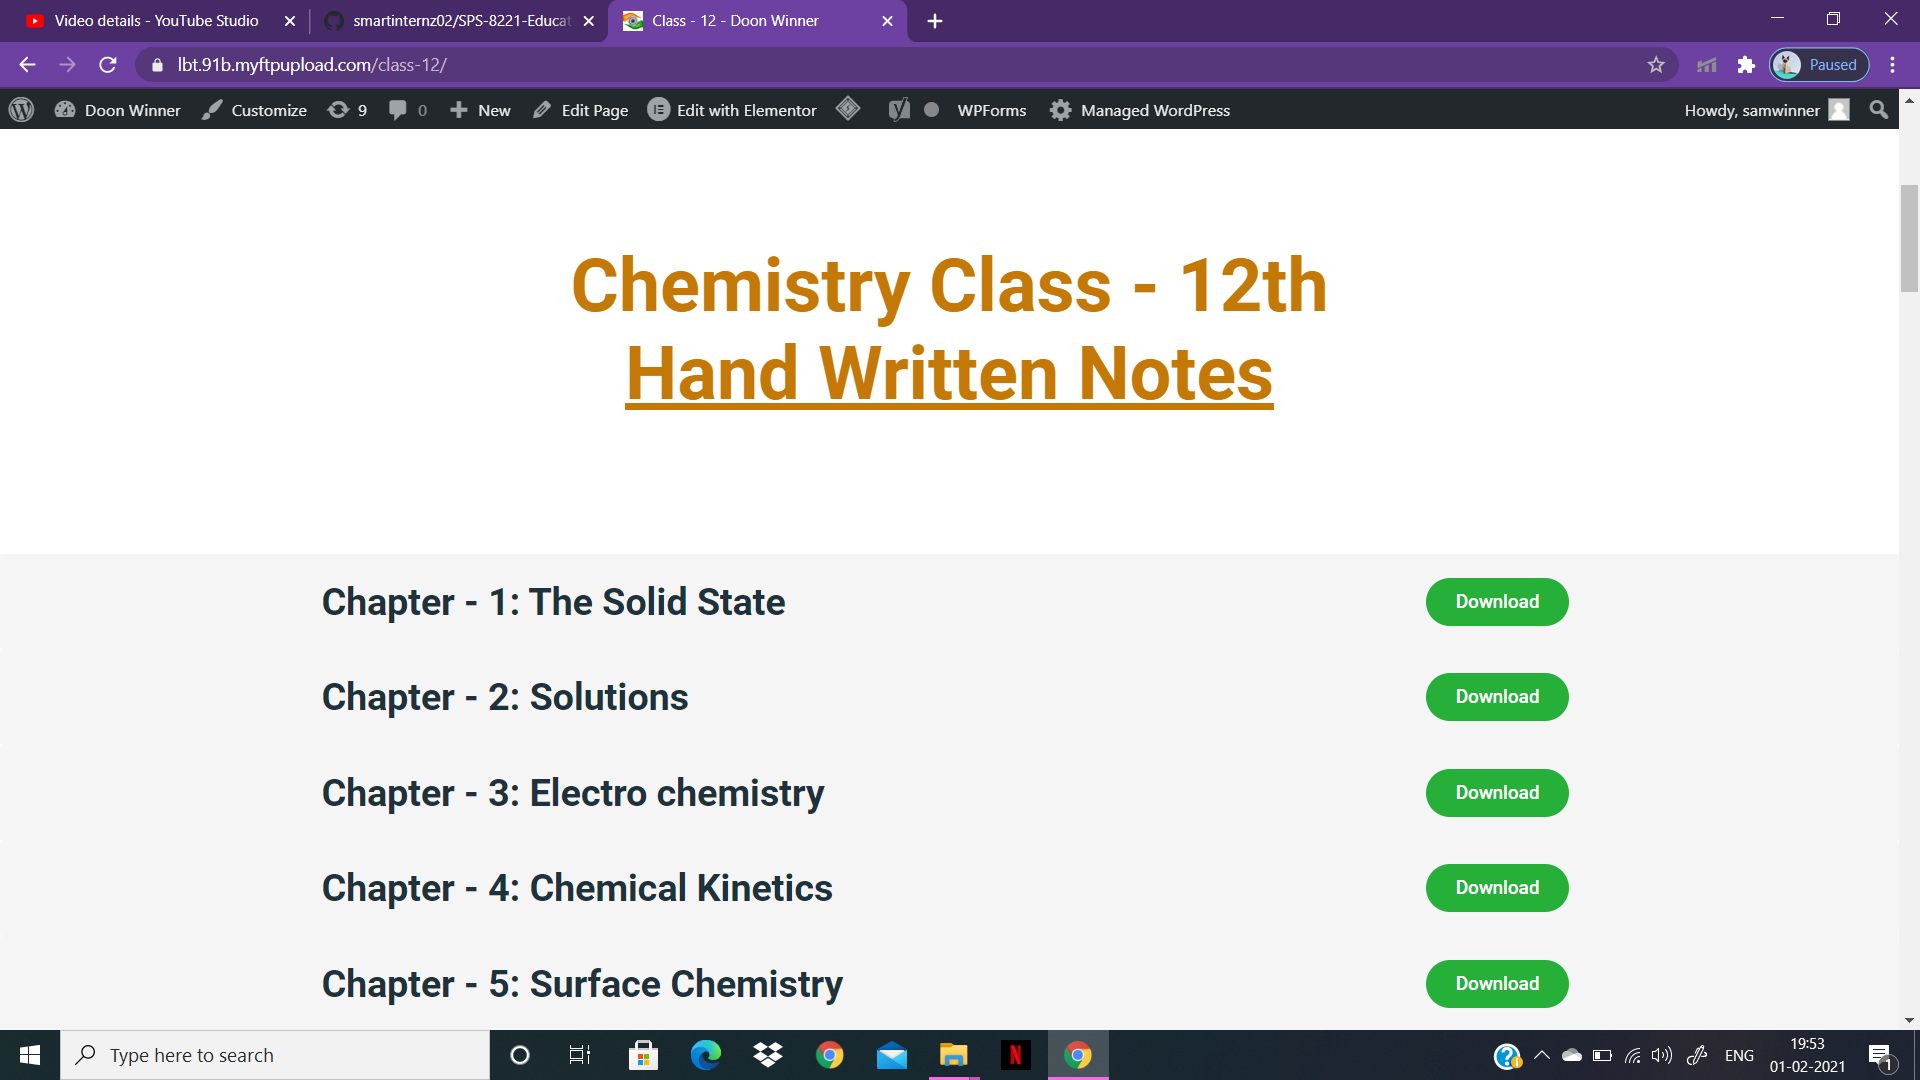 Video details - YouTube Studio
smartinternz02/SPS-8221-Educat
Class - 12 - Doon Winner
lbt.91b.myftpupload.com/class-12/
Paused
Doon Winner
Customize
9
0
New
Edit Page
Edit with Elementor
WPForms
Managed WordPress
Howdy, samwinner
Chemistry Class - 12th
Hand Written Notes
Chapter - 1: The Solid State
Download
Chapter - 2: Solutions
Download
Chapter - 3: Electro chemistry
Download
Chapter - 4: Chemical Kinetics
Download
Chapter - 5: Surface Chemistry
Download
Type here to search
ENG
19:53
01-02-2021
1